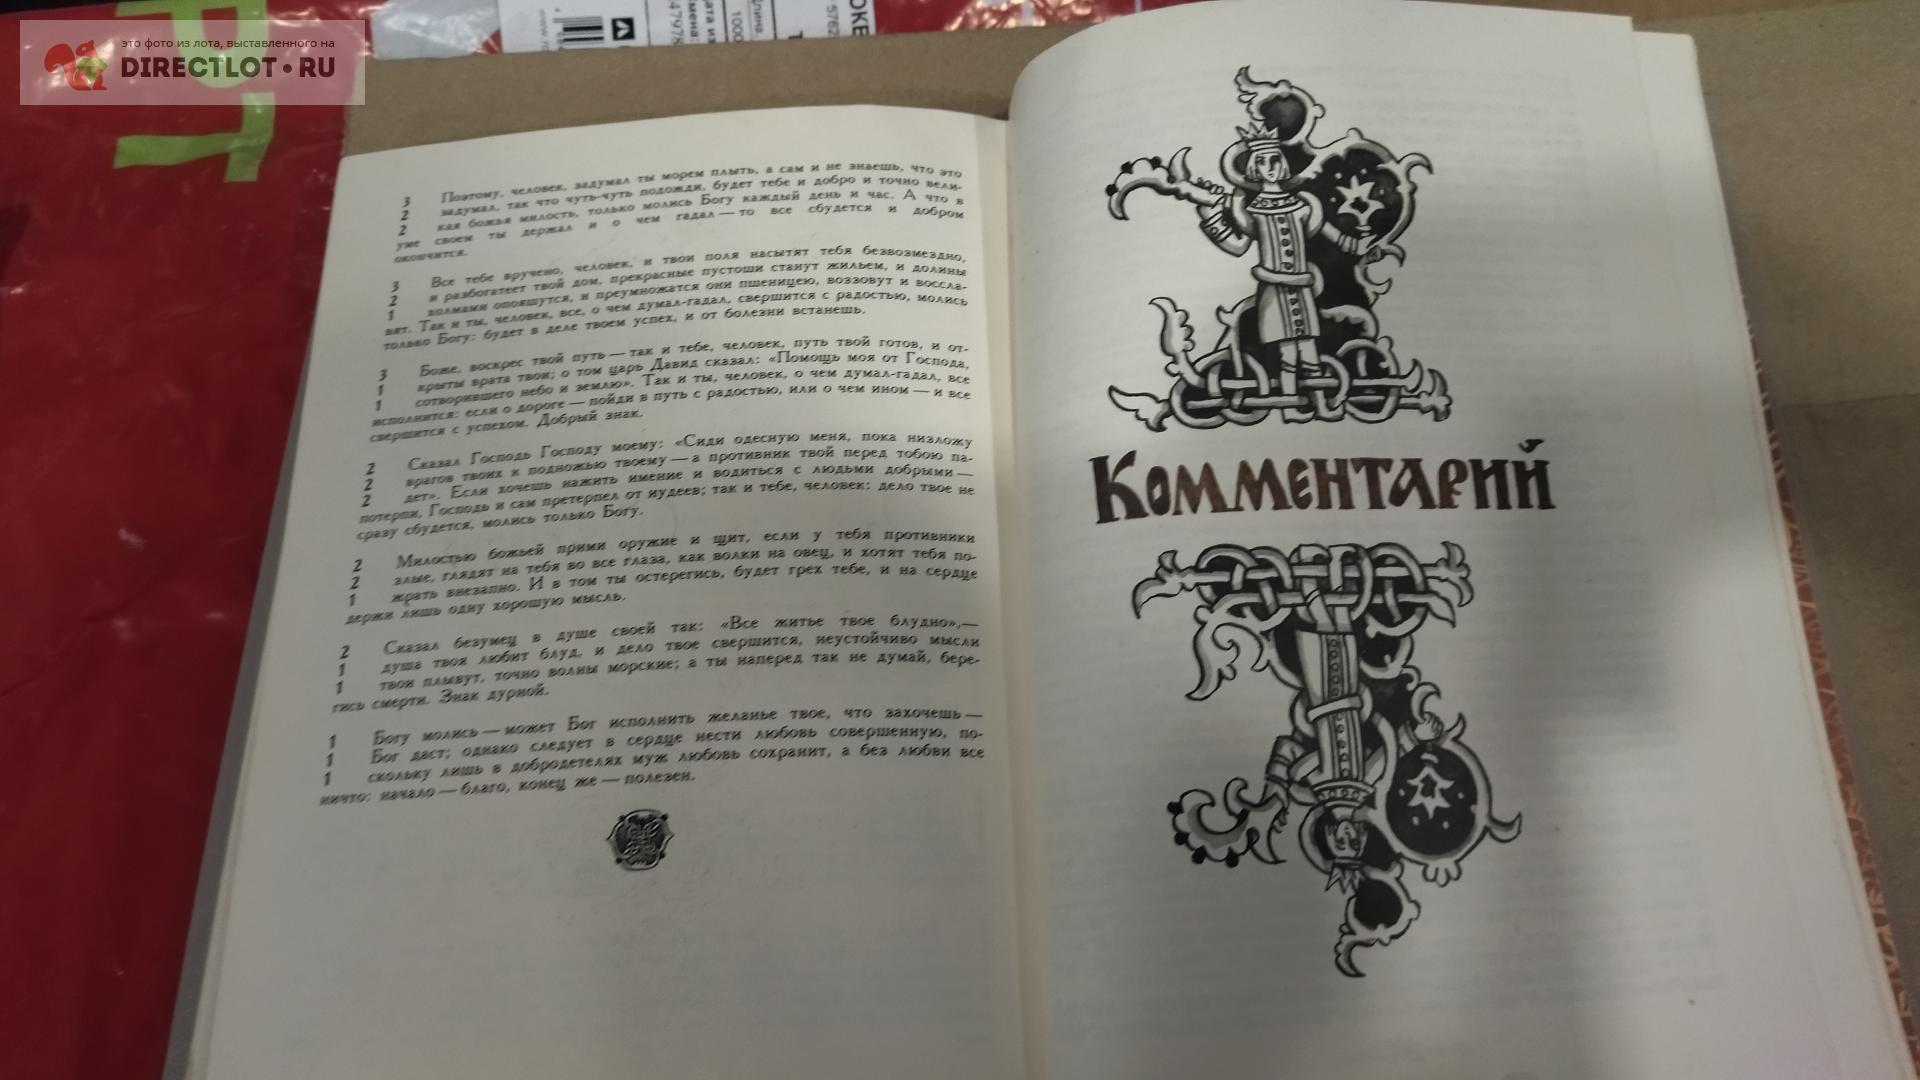 это фото из лота, выставленного на
DIRECTLOT.RU
3 Поэтому, человек, задумал ты морем плыть, а сам и не знаешь, что это
2 задумал, так что чуть-чуть подожди, будет тебе и добро и точно вели-
2 кая божья милость, только молись Богу каждый день и час. А что в
уме своем ты держал и о чем гадал — то все сбудется и добром
окончится.
3 Все тебе вручено, человек, и твои поля насытят тебя безвозмездно,
2 и разбогатеет твой дом, прекрасные пустоши станут жильем, и долины
1 холмами опояшутся, и преумножатся они пшеницею, воззовут и воссла-
вят. Так и ты, человек, все, о чем думал-гадал, свершится с радостью, молись
только Богу: будет в деле твоем успех, и от болезни встанешь.
3 Боже, воскрес твой путь — так и тебе, человек, путь твой готов, и от-
1 крыты врата твои; о том царь Давид сказал: «Помощь моя от Господа,
1 сотворившего небо и землю». Так и ты, человек, о чем думал-гадал, все
исполнится: если о дороге — пойди в путь с радостью, или о чем ином — и все
свершится с успехом. Добрый знак.
2 Сказал Господь Господу моему: «Сиди одесную меня, пока низложу
2 врагов твоих к подножью твоему — а противник твой перед тобою па-
2 дет». Если хочешь нажить имение и водиться с людьми добрыми —
потерпи, Господь и сам претерпел от иудеев; так и тебе, человек: дело твое не
сразу сбудется, молись только Богу.
2 Милостью божьей прими оружие и щит, если у тебя противники
2 злые, глядят на тебя во все глаза, как волки на овец, и хотят тебя по-
1 жрать внезапно. И в том ты остерегись, будет грех тебе, и на сердце
держи лишь одну хорошую мысль.
2 Сказал безумец в душе своей так: «Все житье твое блудно»,—
1 душа твоя любит блуд, и дело твое свершится, неустойчиво мысли
1 твои плывут, точно волны морские; а ты наперед так не думай, бере-
гись смерти. Знак дурной.
1 Богу молись — может Бог исполнить желанье твое, что захочешь —
1 Бог даст; однако следует в сердце нести любовь совершенную, по-
1 скольку лишь в добродетелях муж любовь сохранит, а без любви все
ничто: начало — благо, конец же — полезен.
Комментарий